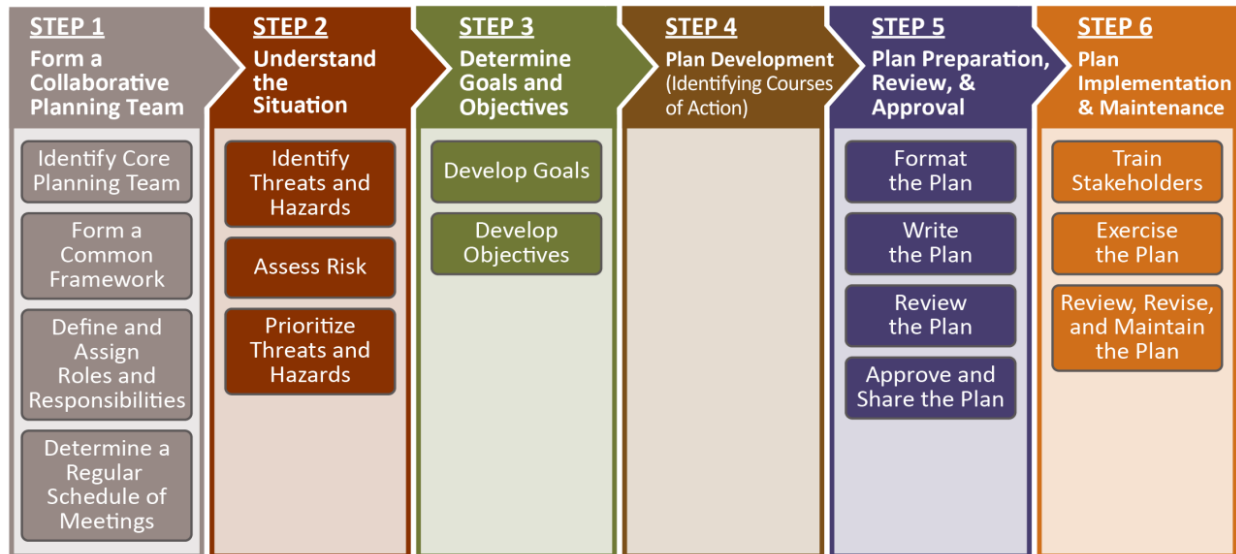 STEP 1
Form a
Collaborative
Planning Team
Identify Core
Planning Team
Form a
Common
Framework
Define and
Assign
Roles and
Responsibilities
Determine a
Regular
Schedule of
Meetings
STEP 2
Understand
the
Situation
Identify
Threats and
Hazards
Assess Risk
Prioritize
Threats and
Hazards
STEP 3
Determine
Goals and
Objectives
Develop Goals
Develop
Objectives
STEP 4
Plan Development
(Identifying Courses
of Action)
STEP 5
Plan Preparation,
Review, &
Approval
Format
the Plan
Write
the Plan
Review
the Plan
Approve and
Share the Plan
STEP 6
Plan
Implementation
& Maintenance
Train
Stakeholders
Exercise
the Plan
Review, Revise,
and Maintain
the Plan